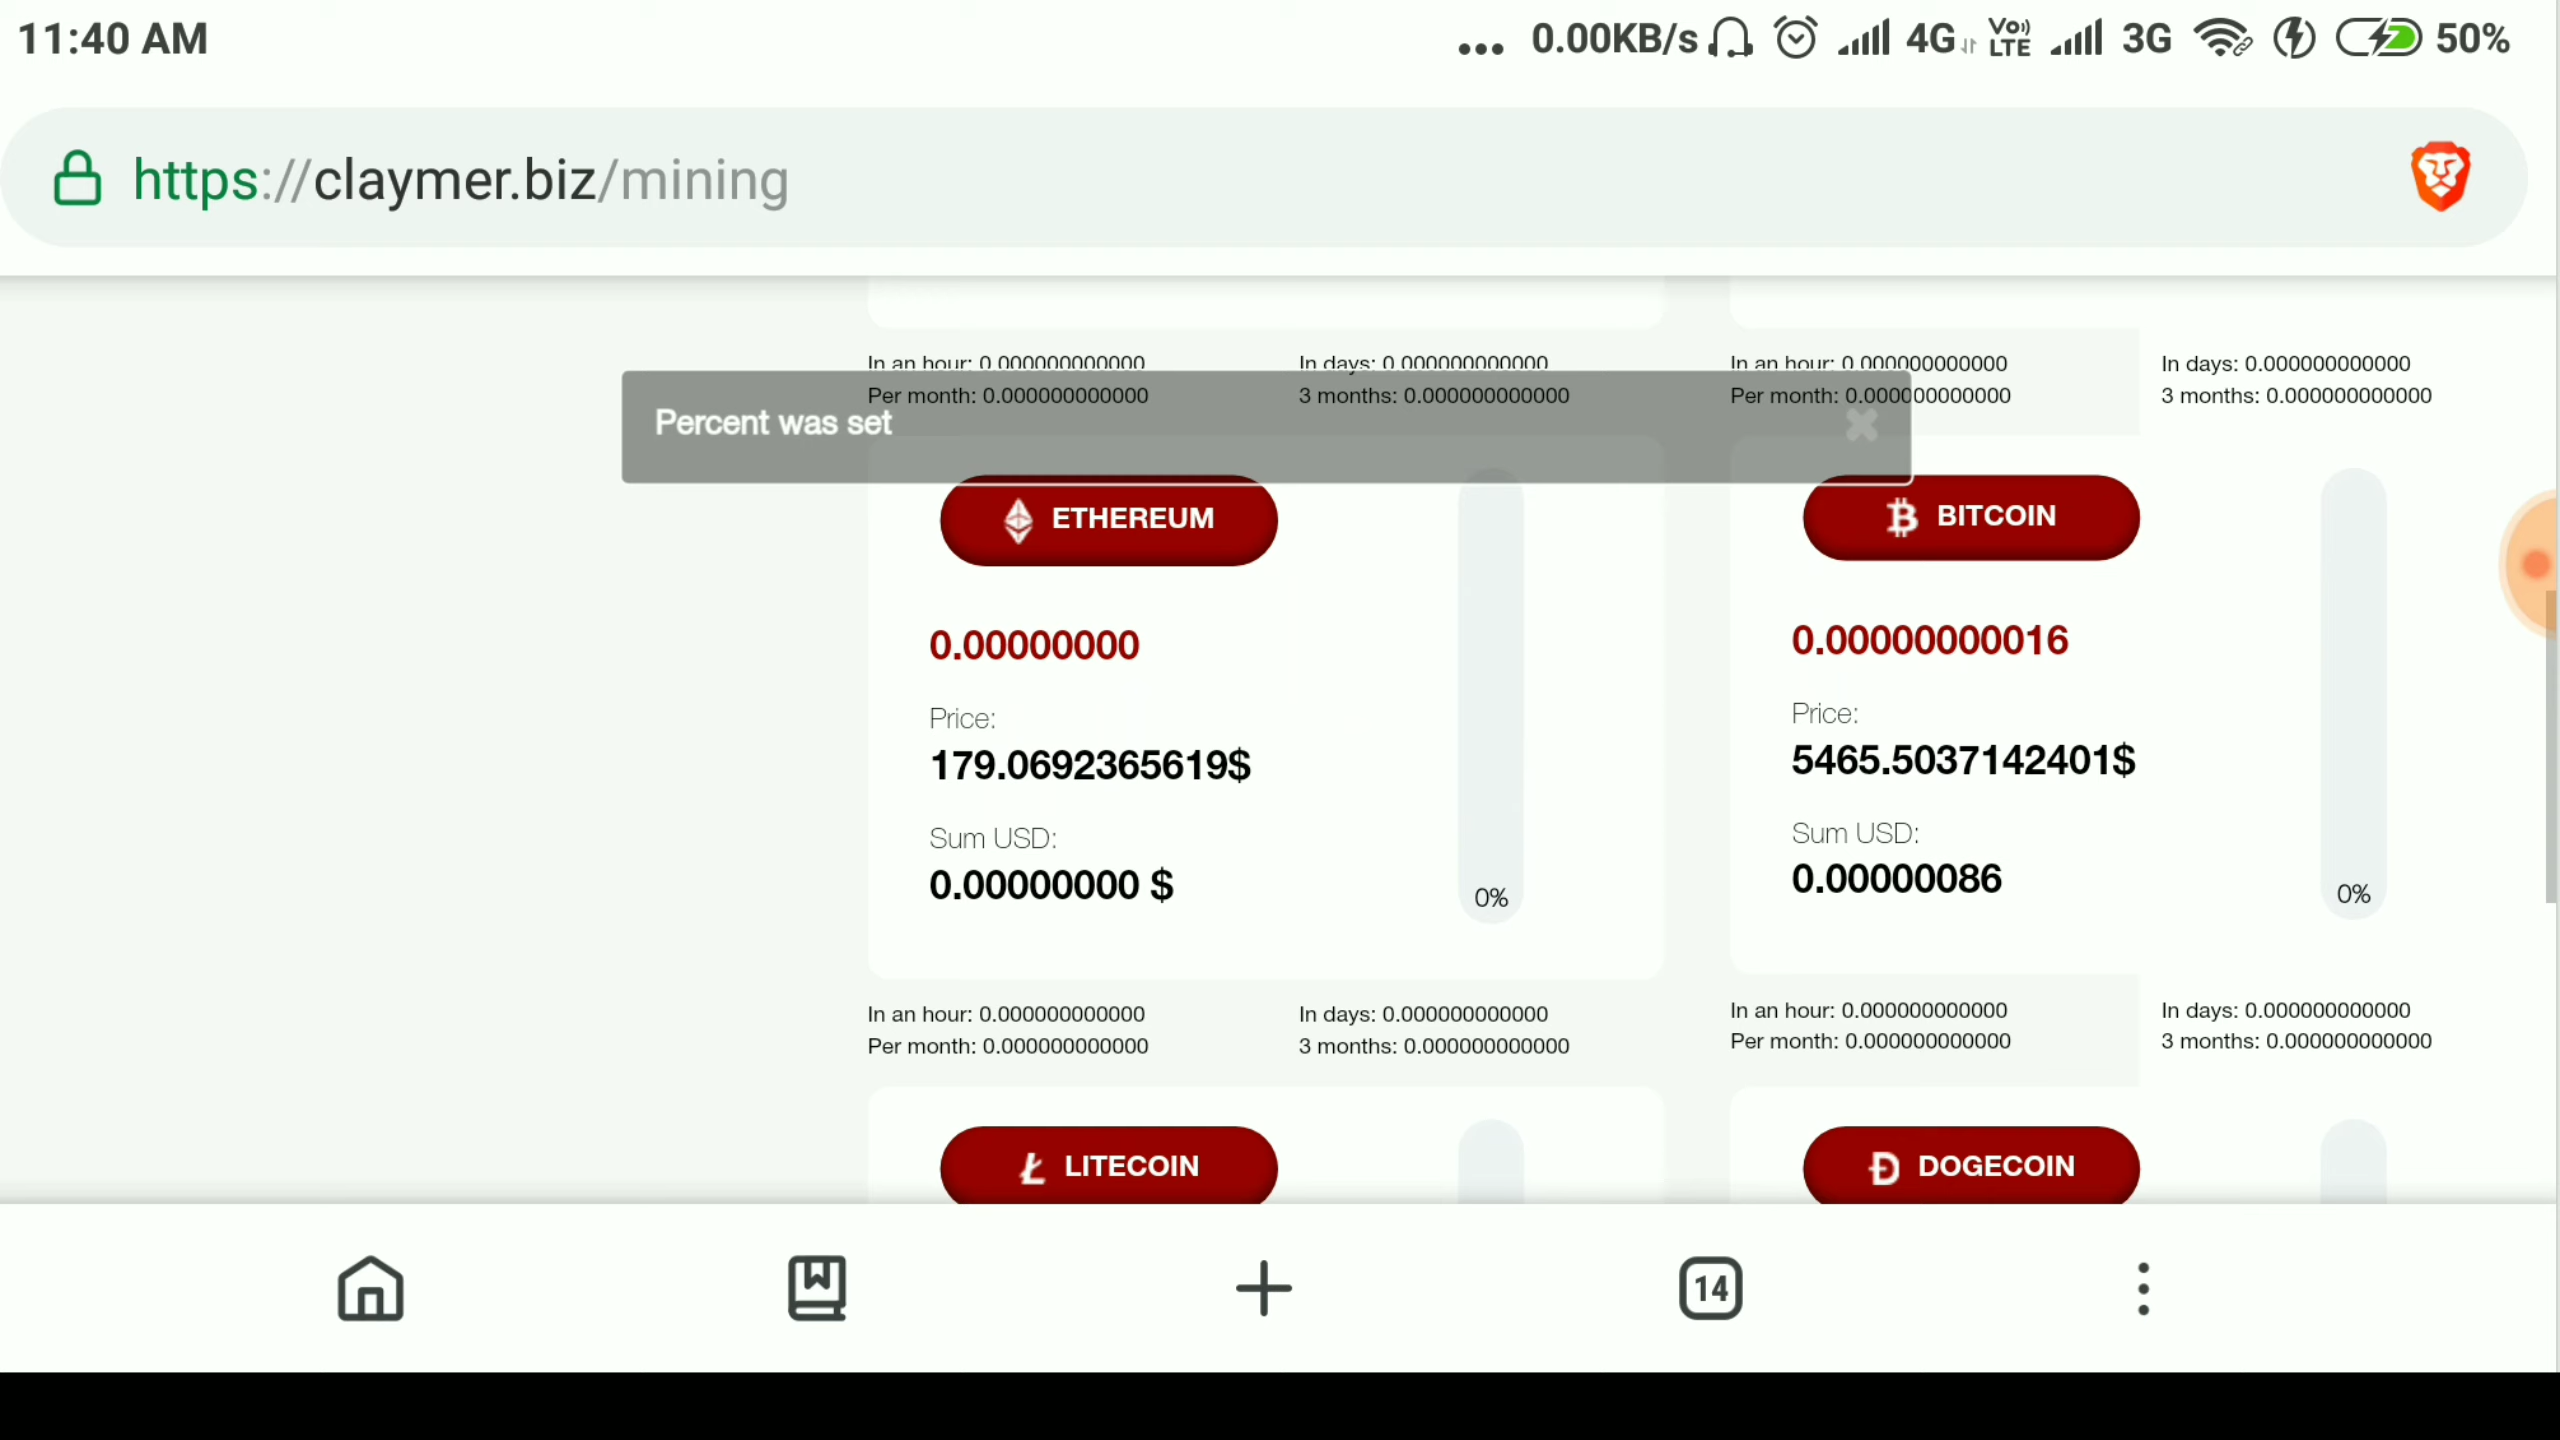 11:40 AM
... 0.00KB/s 4G Vo) LTE 3G 50%
https://claymer.biz/mining
In an hour: 0.000000000000 In days: 0.000000000000 In an hour: 0.000000000000 In days: 0.000000000000
Per month: 0.000000000000 3 months: 0.000000000000 Per month: 0.000000000000 3 months: 0.000000000000
Percent was set
ETHEREUM
0.00000000
Price:
179.0692365619$
Sum USD:
0.00000000 $
0%
BITCOIN
0.00000000016
Price:
5465.5037142401$
Sum USD:
0.00000086
0%
In an hour: 0.000000000000 In days: 0.000000000000 In an hour: 0.000000000000 In days: 0.000000000000
Per month: 0.000000000000 3 months: 0.000000000000 Per month: 0.000000000000 3 months: 0.000000000000
LITECOIN
DOGECOIN
14